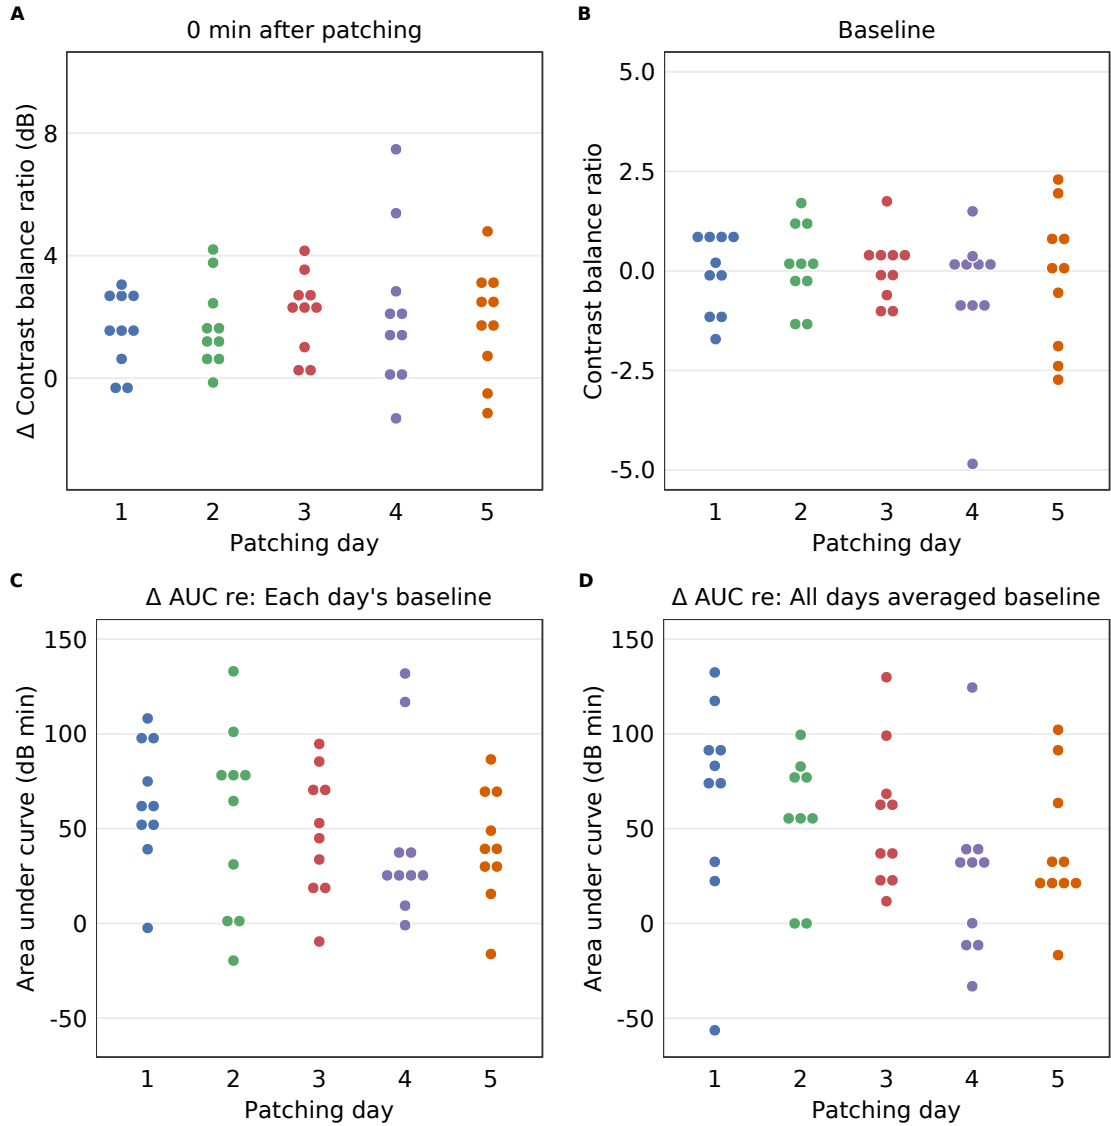 A
0 min after patching
Δ Contrast balance ratio (dB)
8
4
0
1 2 3 4 5
Patching day
B
Baseline
Contrast balance ratio
5.0
2.5
0.0
-2.5
-5.0
1 2 3 4 5
Patching day
C
Δ AUC re: Each day's baseline
Area under curve (dB min)
150
100
50
0
-50
1 2 3 4 5
Patching day
D
Δ AUC re: All days averaged baseline
Area under curve (dB min)
150
100
50
0
-50
1 2 3 4 5
Patching day